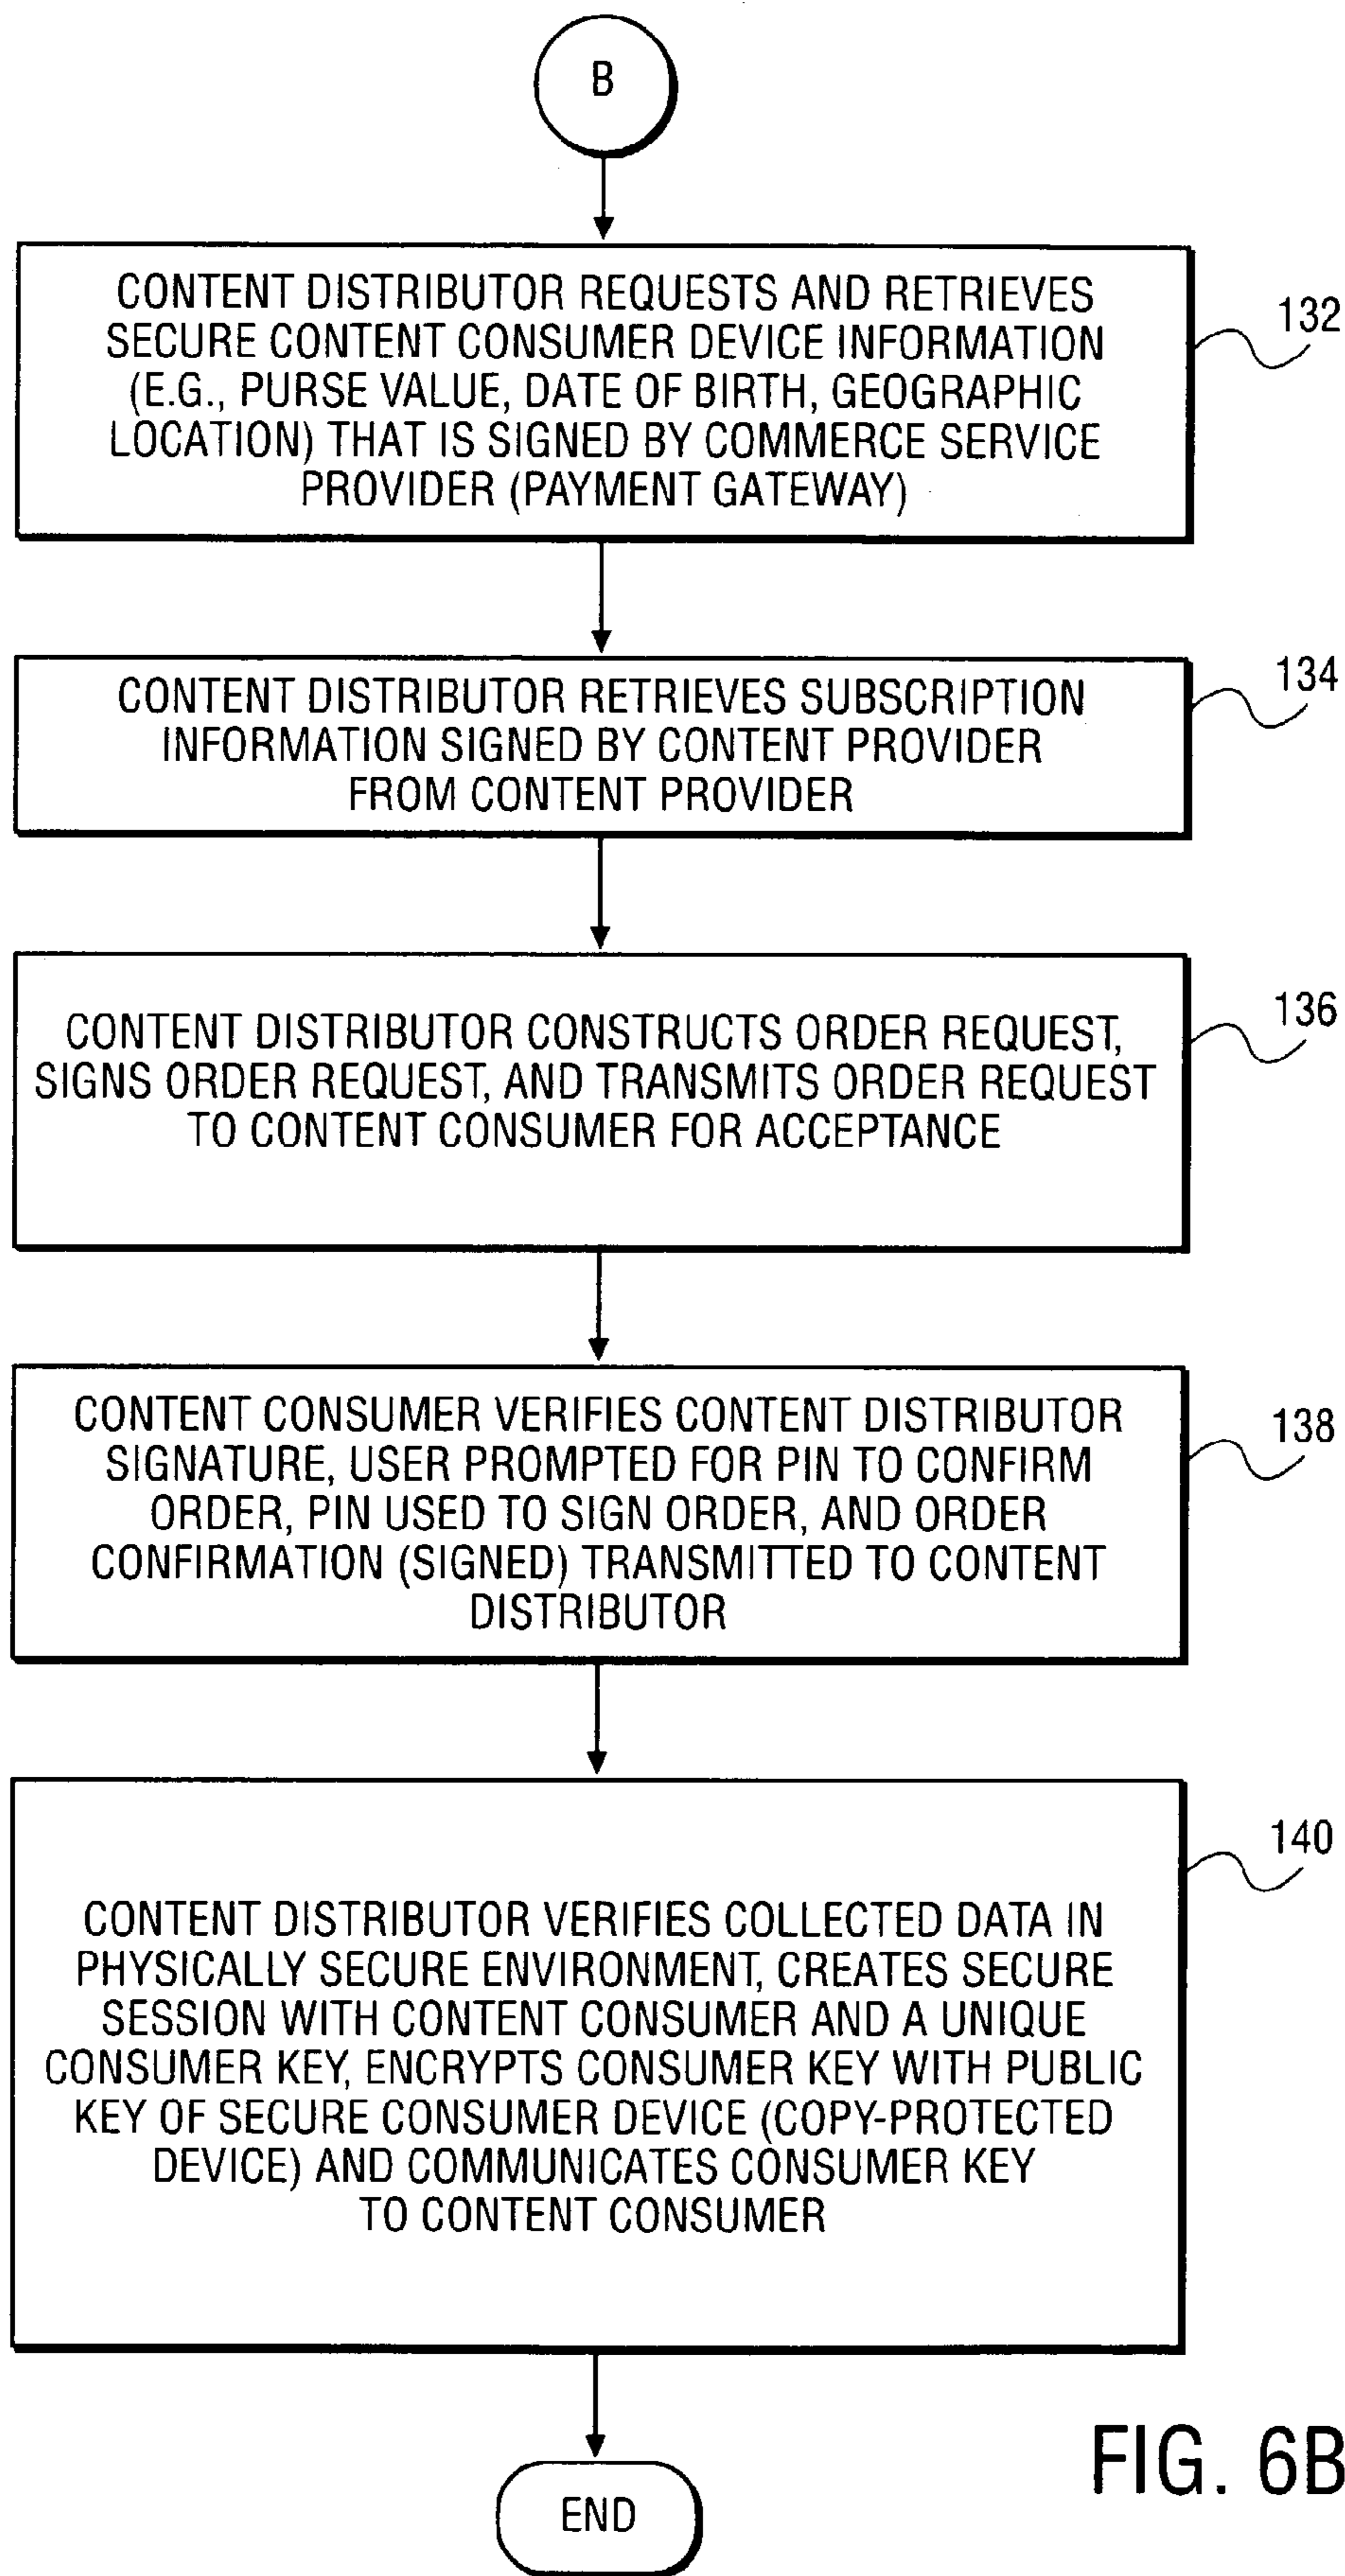 B
CONTENT DISTRIBUTOR REQUESTS AND RETRIEVES
SECURE CONTENT CONSUMER DEVICE INFORMATION
(E.G., PURSE VALUE, DATE OF BIRTH, GEOGRAPHIC
LOCATION) THAT IS SIGNED BY COMMERCE SERVICE
PROVIDER (PAYMENT GATEWAY)
132
CONTENT DISTRIBUTOR RETRIEVES SUBSCRIPTION
INFORMATION SIGNED BY CONTENT PROVIDER
FROM CONTENT PROVIDER
134
CONTENT DISTRIBUTOR CONSTRUCTS ORDER REQUEST,
SIGNS ORDER REQUEST, AND TRANSMITS ORDER REQUEST
TO CONTENT CONSUMER FOR ACCEPTANCE
136
CONTENT CONSUMER VERIFIES CONTENT DISTRIBUTOR
SIGNATURE, USER PROMPTED FOR PIN TO CONFIRM
ORDER, PIN USED TO SIGN ORDER, AND ORDER
CONFIRMATION (SIGNED) TRANSMITTED TO CONTENT
DISTRIBUTOR
138
CONTENT DISTRIBUTOR VERIFIES COLLECTED DATA IN
PHYSICALLY SECURE ENVIRONMENT, CREATES SECURE
SESSION WITH CONTENT CONSUMER AND A UNIQUE
CONSUMER KEY, ENCRYPTS CONSUMER KEY WITH PUBLIC
KEY OF SECURE CONSUMER DEVICE (COPY-PROTECTED
DEVICE) AND COMMUNICATES CONSUMER KEY
TO CONTENT CONSUMER
140
END
FIG. 6B